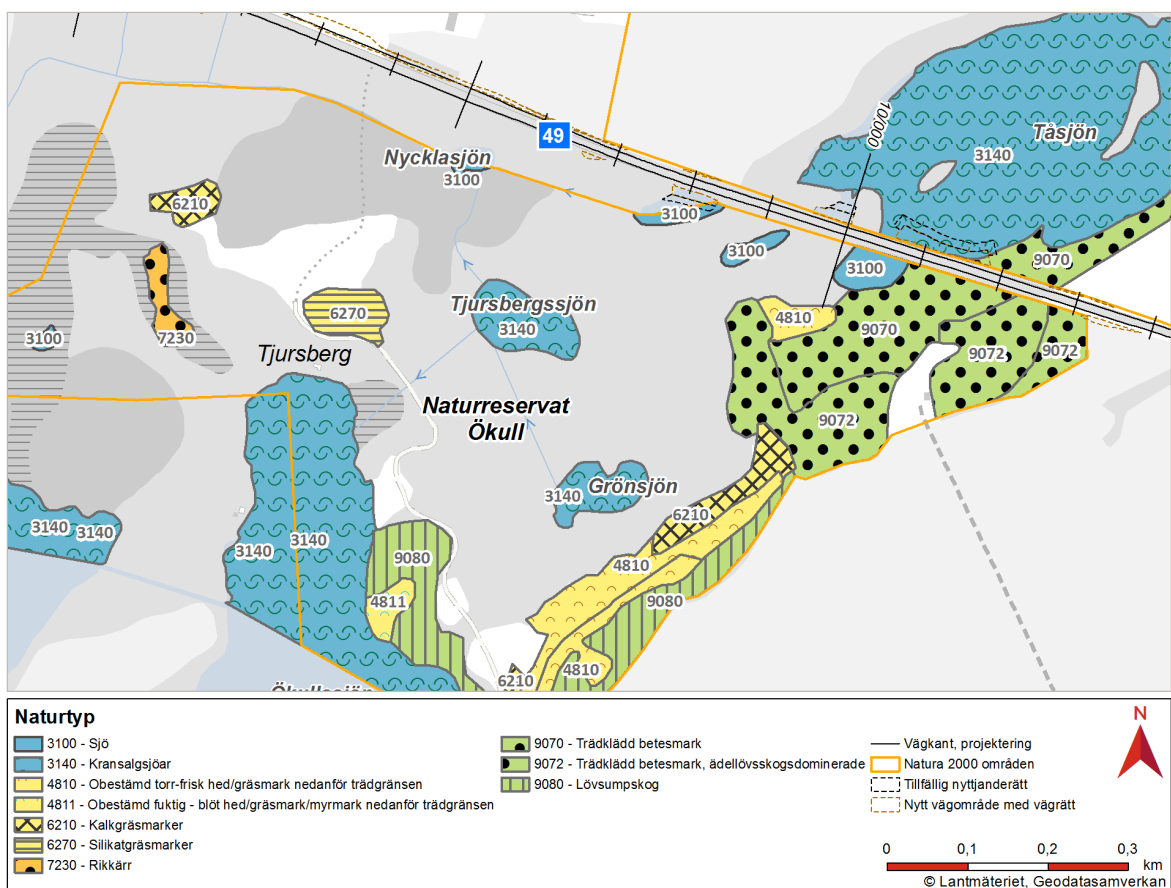 49
10/000
Tåsjön
3140
Nycklasjön
3100
6210
3100
3100
9070
3100
7230
3100
6270
Tjursbergssjön
3140
4810
9070
9072
9072
Tjursberg
Naturreservat
Ökull
9072
3140
Grönsjön
6210
3140
3140
3140
3140
9080
4810
4811
9080
4810
6210
Ökullssjön
Naturtyp
3100 - Sjö
3140 - Kransalgsjöar
4810 - Obestämd torr-frisk hed/gräsmark nedanför trädgränsen
4811 - Obestämd fuktig - blöt hed/gräsmark/myrmark nedanför trädgränsen
6210 - Kalkgräsmarker
6270 - Silikatgräsmarker
7230 - Rikkärr
9070 - Trädklädd betesmark
9072 - Trädklädd betesmark, ädellövsskogsdominerade
9080 - Lövsumpskog
Vägkant, projektering
Natura 2000 områden
Tillfällig nyttjanderätt
Nytt vägområde med vägrätt
N
0 0,1 0,2 0,3
km
© Lantmäteriet, Geodatasamverkan